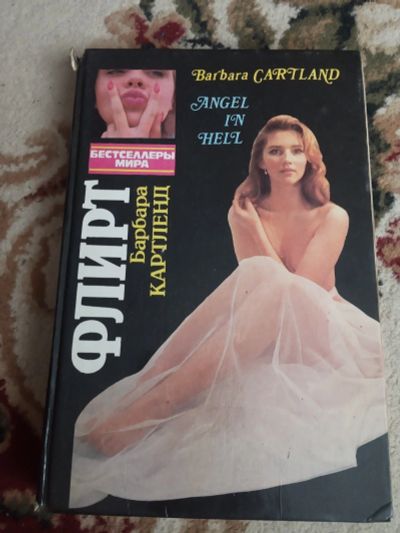 Barbara CARTLAND
ANGEL
IN
HELL
БЕСТСЕЛЛЕРЫ
МИРА
ФЛИРТ
Барбара
КАРТЛЕНД